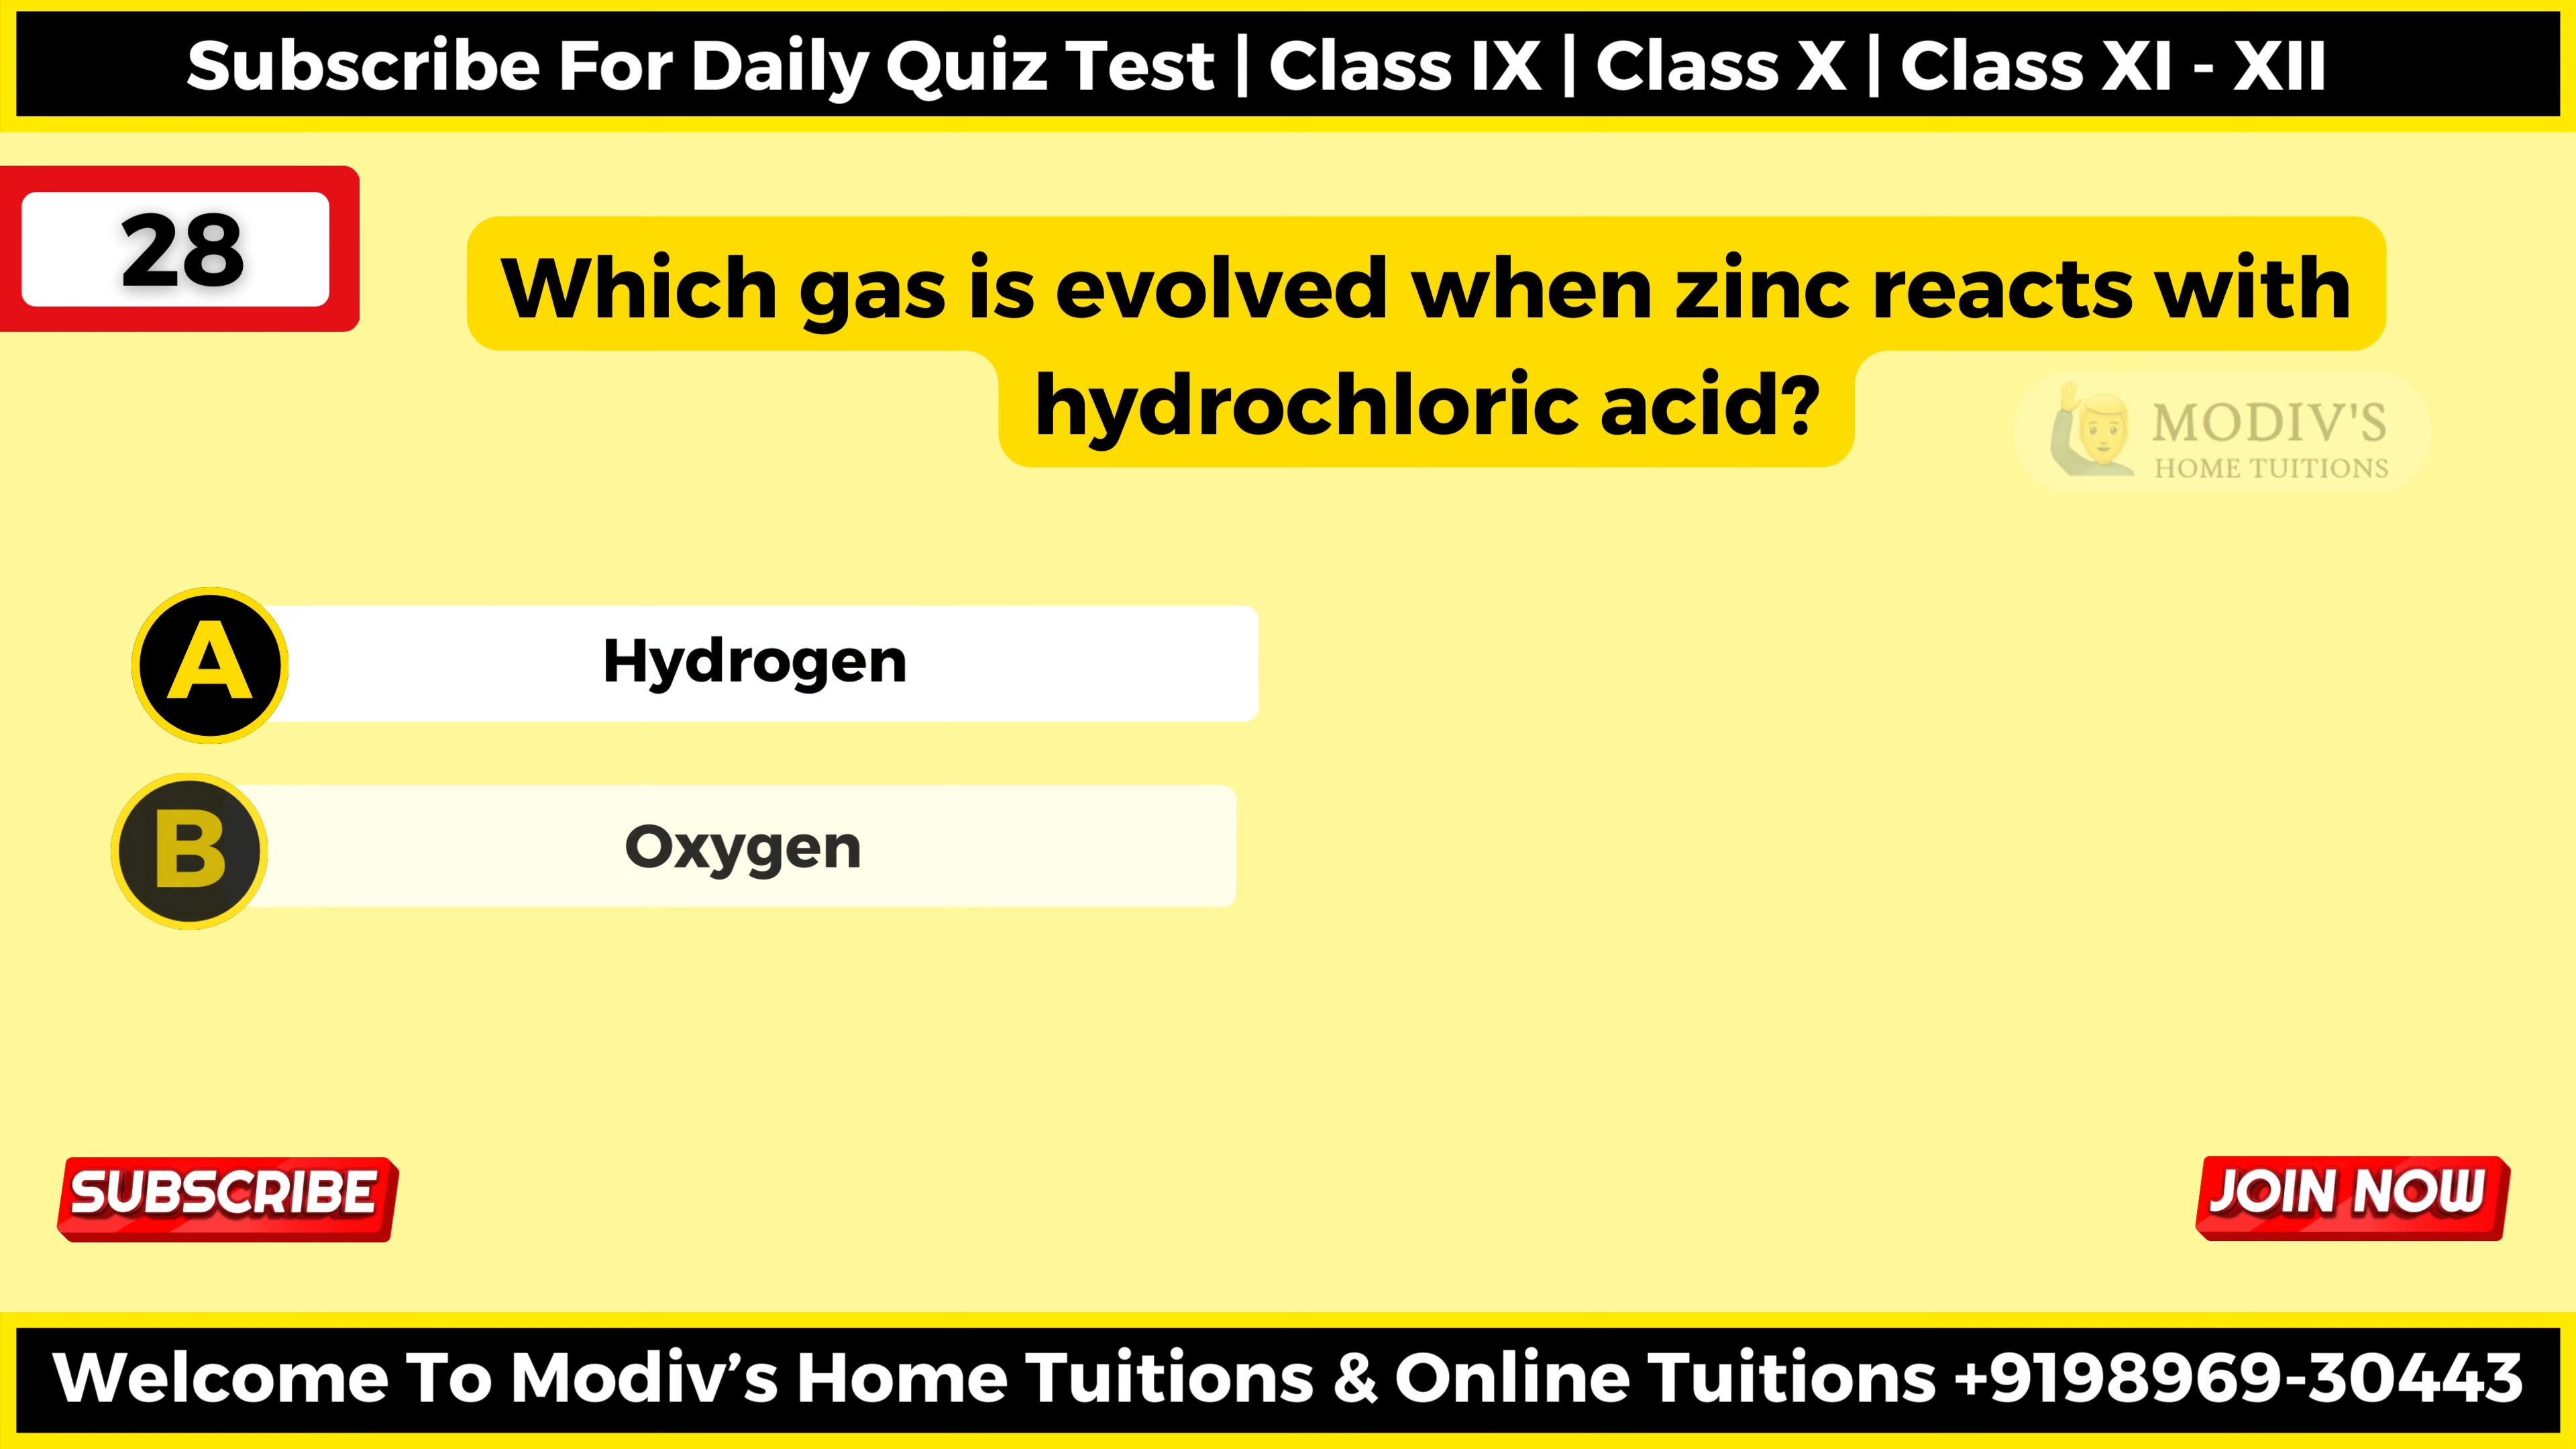 Subscribe For Daily Quiz Test | Class IX | Class X | Class XI - XII
28
Which gas is evolved when zinc reacts with
hydrochloric acid?
MODIV'S
HOME TUITIONS
A
Hydrogen
B
Oxygen
SUBSCRIBE
JOIN NOW
Welcome To Modiv’s Home Tuitions & Online Tuitions +9198969-30443